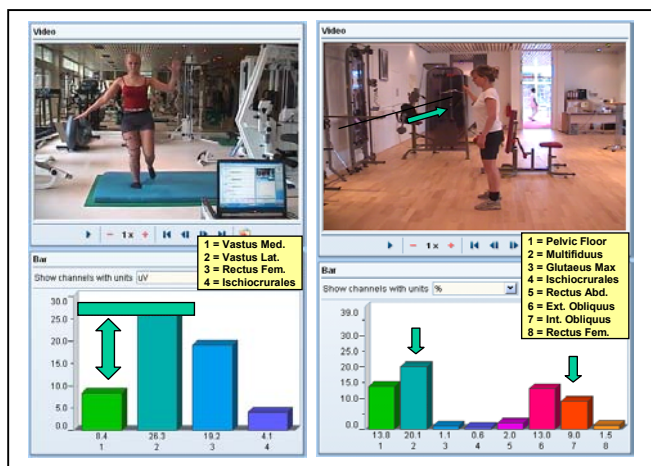 Video
1 x
1 = Vastus Med.
2 = Vastus Lat.
3 = Rectus Fem.
4 = Ischiocrurales
Bar
Show channels with units uV
30.0
25.0
20.0
15.0
10.0
5.0
0.0
8.4 26.3 19.2 4.1
1 2 3 4
Video
1 x
1 = Pelvic Floor
2 = Multifiduus
3 = Glutaeus Max
4 = Ischiocrurales
5 = Rectus Abd.
6 = Ext. Obliquus
7 = Int. Obliquus
8 = Rectus Fem.
Bar
Show channels with units %
39.0
30.0
25.0
20.0
15.0
10.0
5.0
0.0
13.8 20.1 1.1 0.6 2.0 13.0 9.0 1.5
1 2 3 4 5 6 7 8